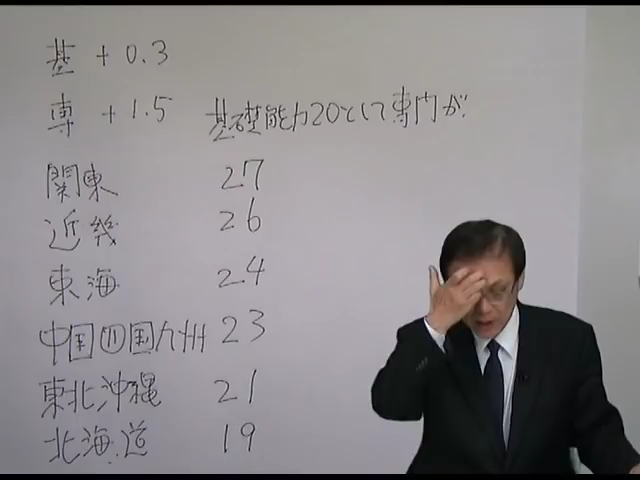 基 +0.3
専 +1.5 基礎能力20として専門が
関東 27
近幾 26
東海 24
中国四国九州 23
東北沖縄 21
北海道 19